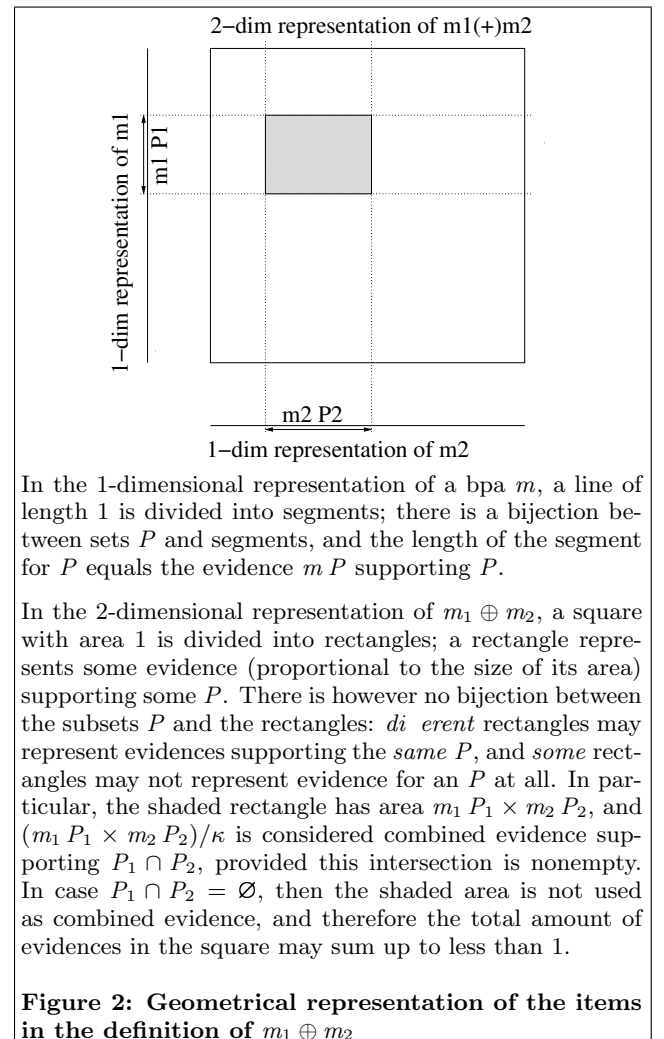 2−dim representation of m1(+)m2
1−dim representation of m1
m1 P1
m2 P2
1−dim representation of m2
In the 1-dimensional representation of a bpa m, a line of
length 1 is divided into segments; there is a bijection be-
tween sets P and segments, and the length of the segment
for P equals the evidence m P supporting P.
In the 2-dimensional representation of m₁ ⊕ m₂, a square
with area 1 is divided into rectangles; a rectangle repre-
sents some evidence (proportional to the size of its area)
supporting some P. There is however no bijection between
the subsets P and the rectangles: di erent rectangles may
represent evidences supporting the same P, and some rect-
angles may not represent evidence for an P at all. In par-
ticular, the shaded rectangle has area m₁ P₁ × m₂ P₂, and
(m₁ P₁ × m₂ P₂)/κ is considered combined evidence sup-
porting P₁ ∩ P₂, provided this intersection is nonempty.
In case P₁ ∩ P₂ = ∅, then the shaded area is not used
as combined evidence, and therefore the total amount of
evidences in the square may sum up to less than 1.
Figure 2: Geometrical representation of the items
in the definition of m₁ ⊕ m₂